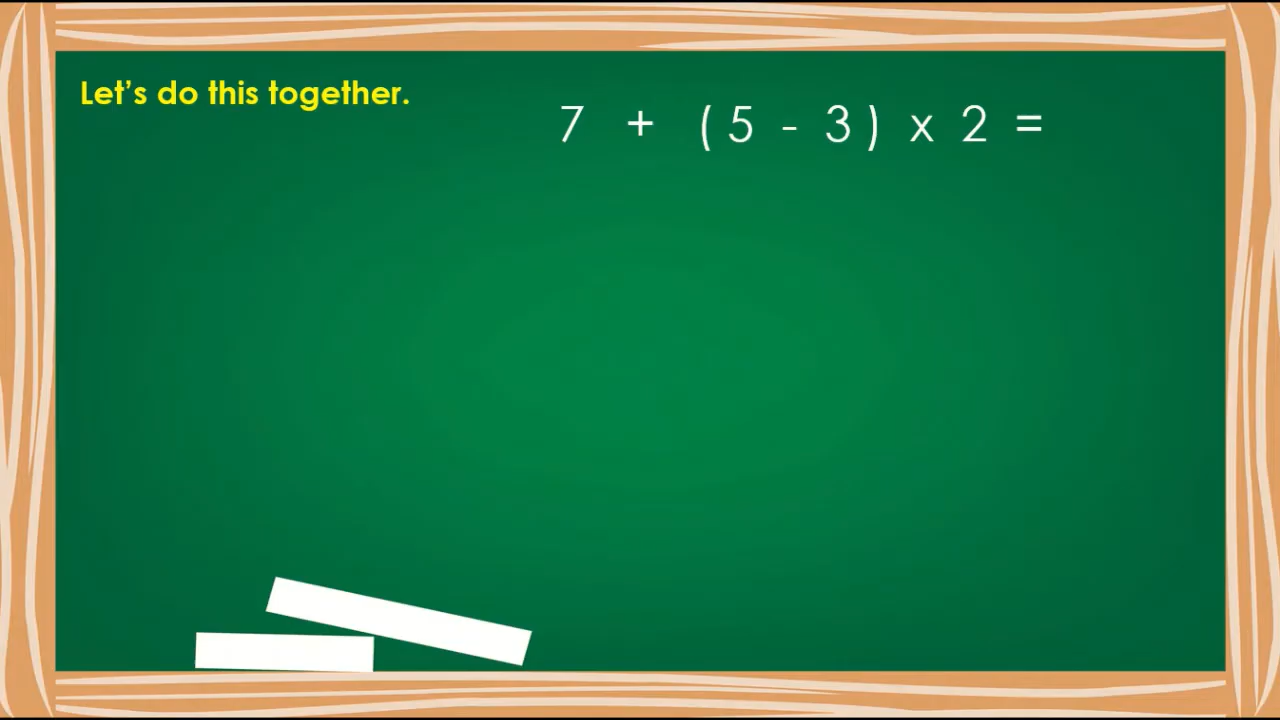 Let's do this together.
7 + ( 5 - 3 ) x 2 =